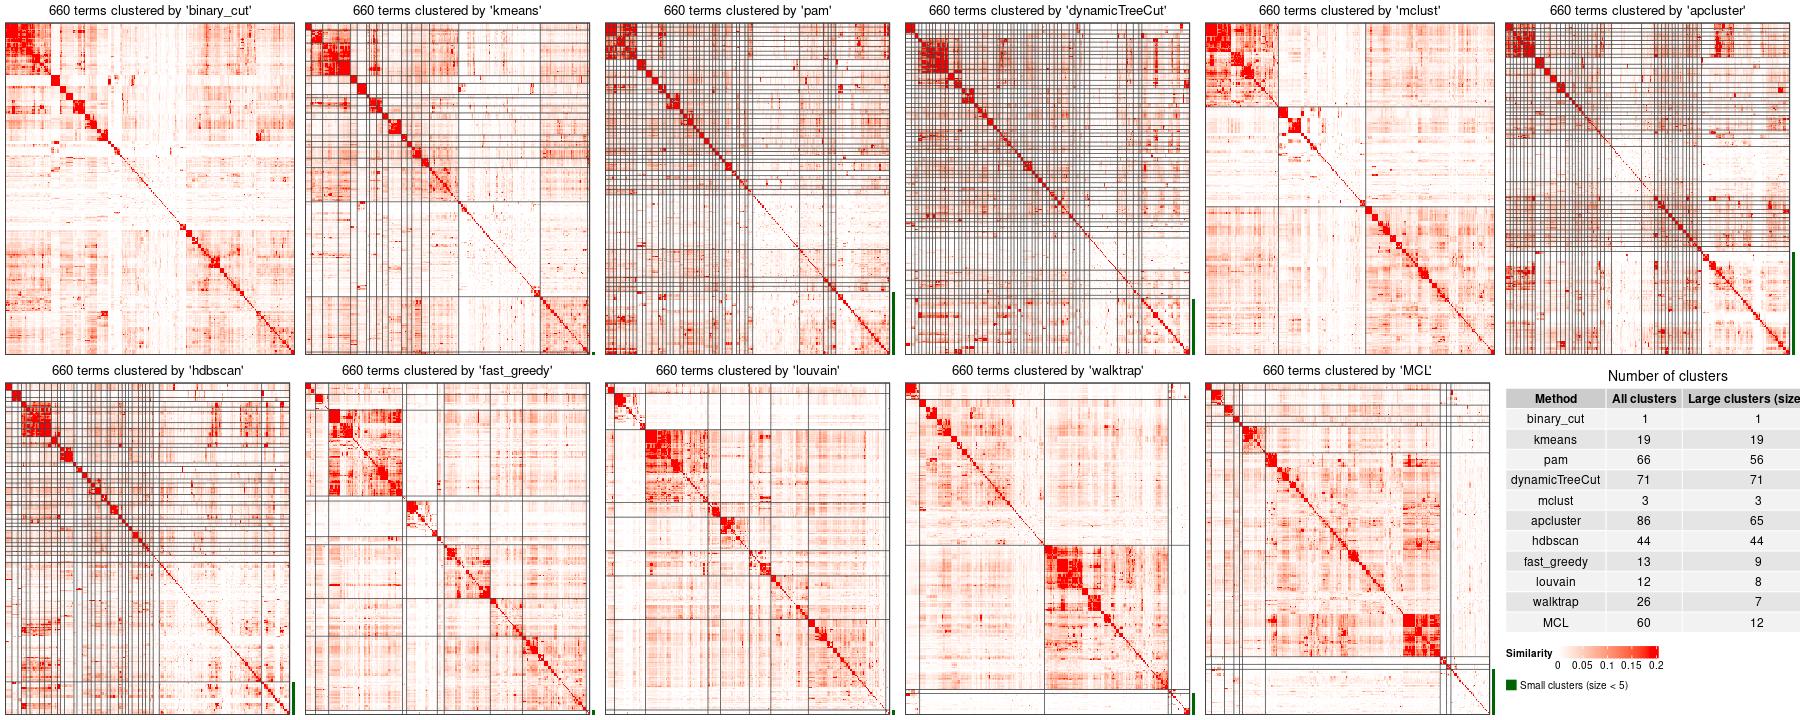 660 terms clustered by 'binary_cut'
660 terms clustered by 'kmeans'
660 terms clustered by 'pam'
660 terms clustered by 'dynamicTreeCut'
660 terms clustered by 'mclust'
660 terms clustered by 'apcluster'
660 terms clustered by 'hdbscan'
660 terms clustered by 'fast_greedy'
660 terms clustered by 'louvain'
660 terms clustered by 'walktrap'
660 terms clustered by 'MCL'
Number of clusters
Method All clusters Large clusters (size
binary_cut 1 1
kmeans 19 19
pam 66 56
dynamicTreeCut 71 71
mclust 3 3
apcluster 86 65
hdbscan 44 44
fast_greedy 13 9
louvain 12 8
walktrap 26 7
MCL 60 12
Similarity
0 0.05 0.1 0.15 0.2
Small clusters (size < 5)